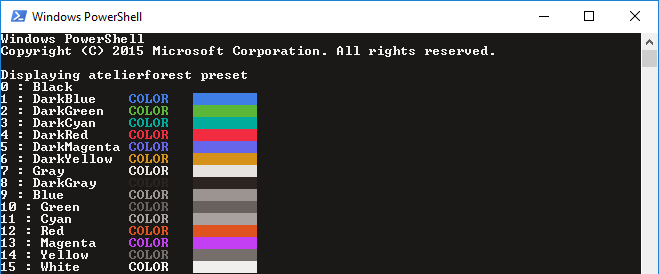 Windows PowerShell
Windows PowerShell
Copyright (C) 2015 Microsoft Corporation. All rights reserved.
Displaying atelierforest preset
0 : Black
1 : DarkBlue COLOR
2 : DarkGreen COLOR
3 : DarkCyan COLOR
4 : DarkRed COLOR
5 : DarkMagenta COLOR
6 : DarkYellow COLOR
7 : Gray COLOR
8 : DarkGray COLOR
9 : Blue COLOR
10 : Green COLOR
11 : Cyan COLOR
12 : Red COLOR
13 : Magenta COLOR
14 : Yellow COLOR
15 : White COLOR